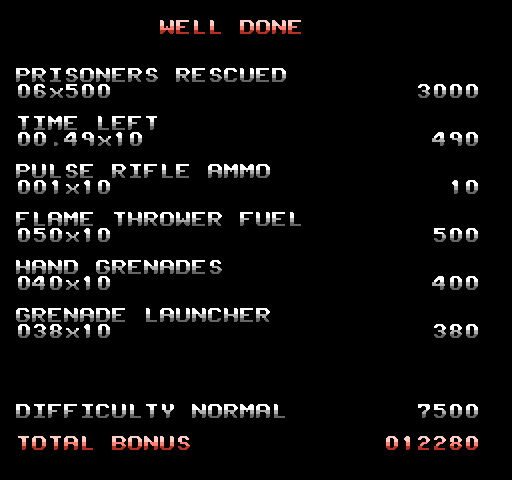 WELL DONE
PRISONERS RESCUED
06x500 3000
TIME LEFT
00.49x10 490
PULSE RIFLE AMMO
001x10 10
FLAME THROWER FUEL
050x10 500
HAND GRENADES
040x10 400
GRENADE LAUNCHER
038x10 380
DIFFICULTY NORMAL 7500
TOTAL BONUS 012280